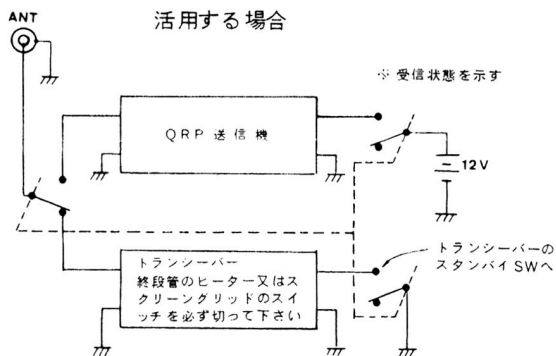 ANT
活用する場合
※ 受信状態を示す
QRP 送信機
12V
トランシーバーの
スタンバイSWへ
トランシーバー
終段管のヒーター又はス
クリーングリッドのスイ
ッチを必ず切って下さい